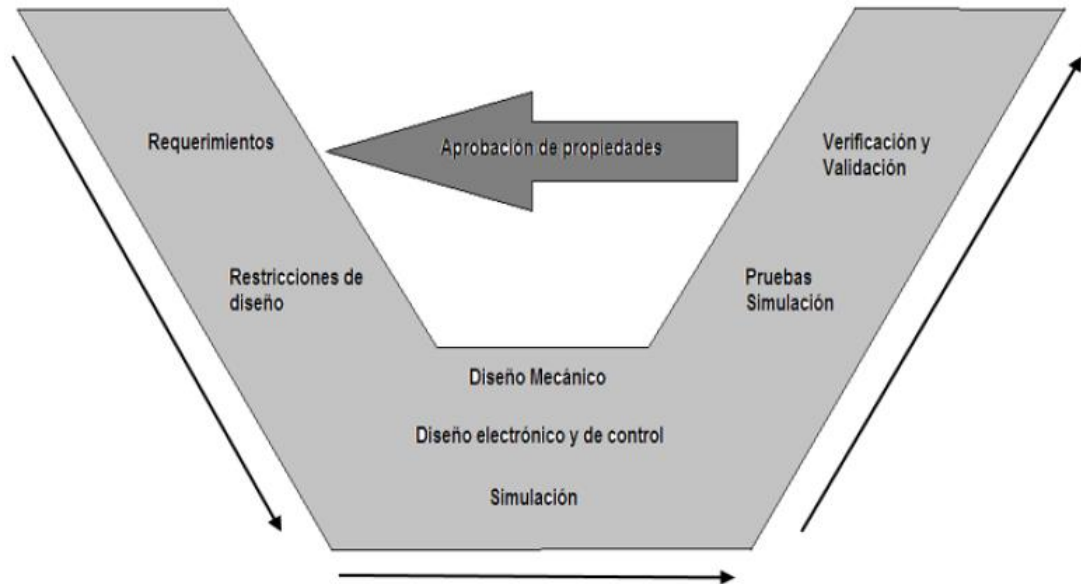 Requerimientos
Aprobación de propiedades
Verificación y
Validación
Restricciones de
diseño
Pruebas
Simulación
Diseño Mecánico
Diseño electrónico y de control
Simulación